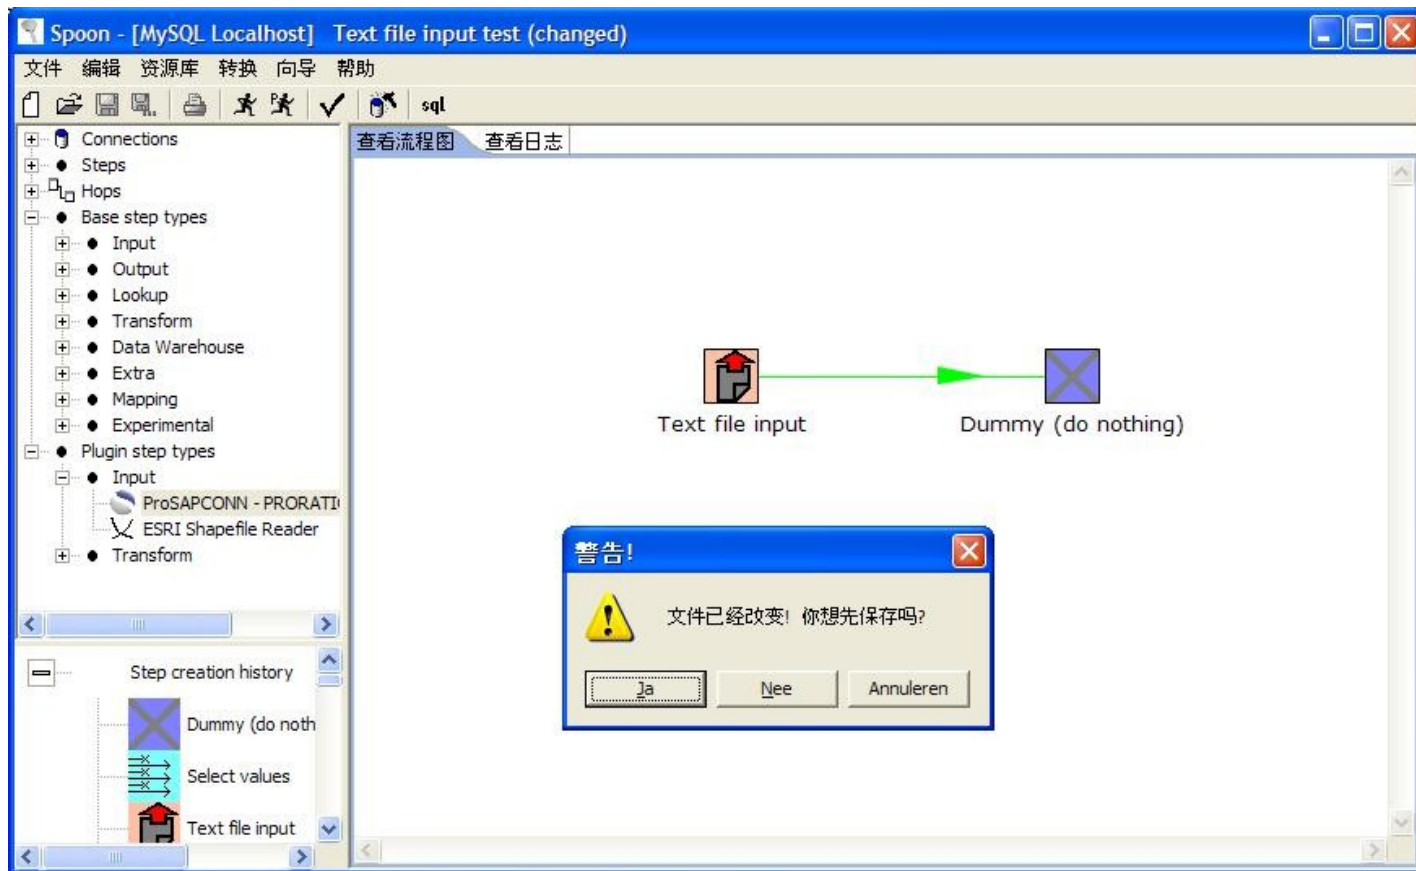 Spoon - [MySQL Localhost] Text file input test (changed)
文件 编辑 资源库 转换 向导 帮助
sql
Connections
Steps
Hops
Base step types
Input
Output
Lookup
Transform
Data Warehouse
Extra
Mapping
Experimental
Plugin step types
Input
ProSAPCONN - PRORATI
ESRI Shapefile Reader
Transform
Step creation history
Dummy (do noth
Select values
Text file input
查看流程图 查看日志
Text file input
Dummy (do nothing)
警告!
文件已经改变! 你想先保存吗?
Ja Nee Annuleren